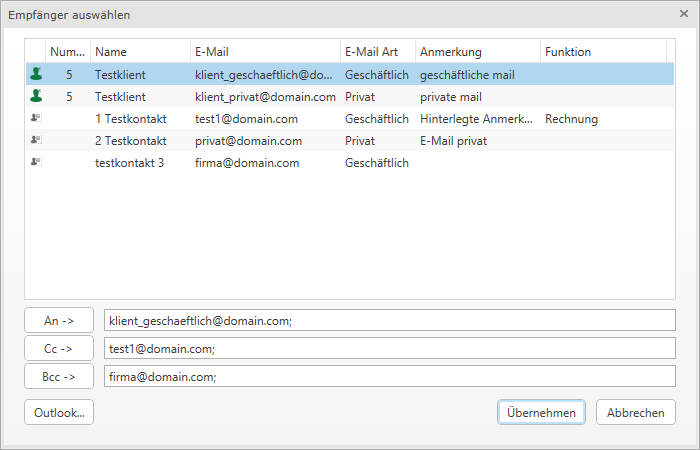 Empfänger auswählen
Num... Name E-Mail E-Mail Art Anmerkung Funktion
5 Testklient klient_geschaeftlich@do... Geschäftlich geschäftliche mail
5 Testklient klient_privat@domain.com Privat private mail
1 Testkontakt test1@domain.com Geschäftlich Hinterlegte Anmerk... Rechnung
2 Testkontakt privat@domain.com Privat E-Mail privat
testkontakt 3 firma@domain.com Geschäftlich
An -> klient_geschaeftlich@domain.com;
Cc -> test1@domain.com;
Bcc -> firma@domain.com;
Outlook... Übernehmen Abbrechen